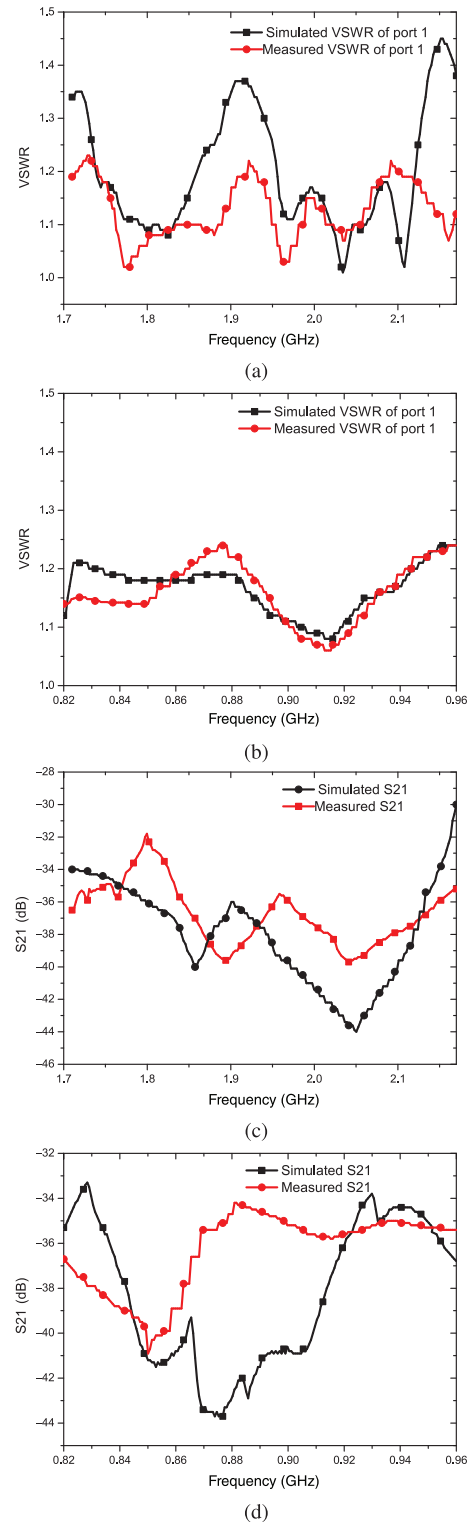 1.5
1.4
1.3
1.2
1.1
1.0
VSWR
Simulated VSWR of port 1
Measured VSWR of port 1
1.7
1.8
1.9
2.0
2.1
Frequency (GHz)
(a)
1.5
1.4
1.3
1.2
1.1
1.0
VSWR
Simulated VSWR of port 1
Measured VSWR of port 1
0.82
0.84
0.86
0.88
0.90
0.92
0.94
0.96
Frequency (GHz)
(b)
−28
−30
−32
−34
−36
−38
−40
−42
−44
−46
S21 (dB)
Simulated S21
Measured S21
1.7
1.8
1.9
2.0
2.1
Frequency (GHz)
(c)
−32
−34
−36
−38
−40
−42
−44
S21 (dB)
Simulated S21
Measured S21
0.82
0.84
0.86
0.88
0.90
0.92
0.94
0.96
Frequency (GHz)
(d)